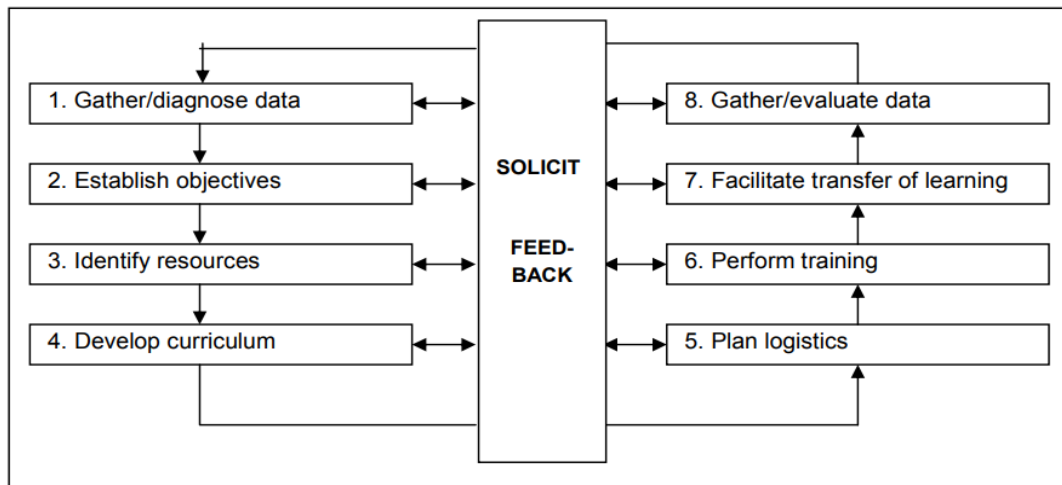 1. Gather/diagnose data
2. Establish objectives
3. Identify resources
4. Develop curriculum
SOLICIT
FEED-
BACK
8. Gather/evaluate data
7. Facilitate transfer of learning
6. Perform training
5. Plan logistics